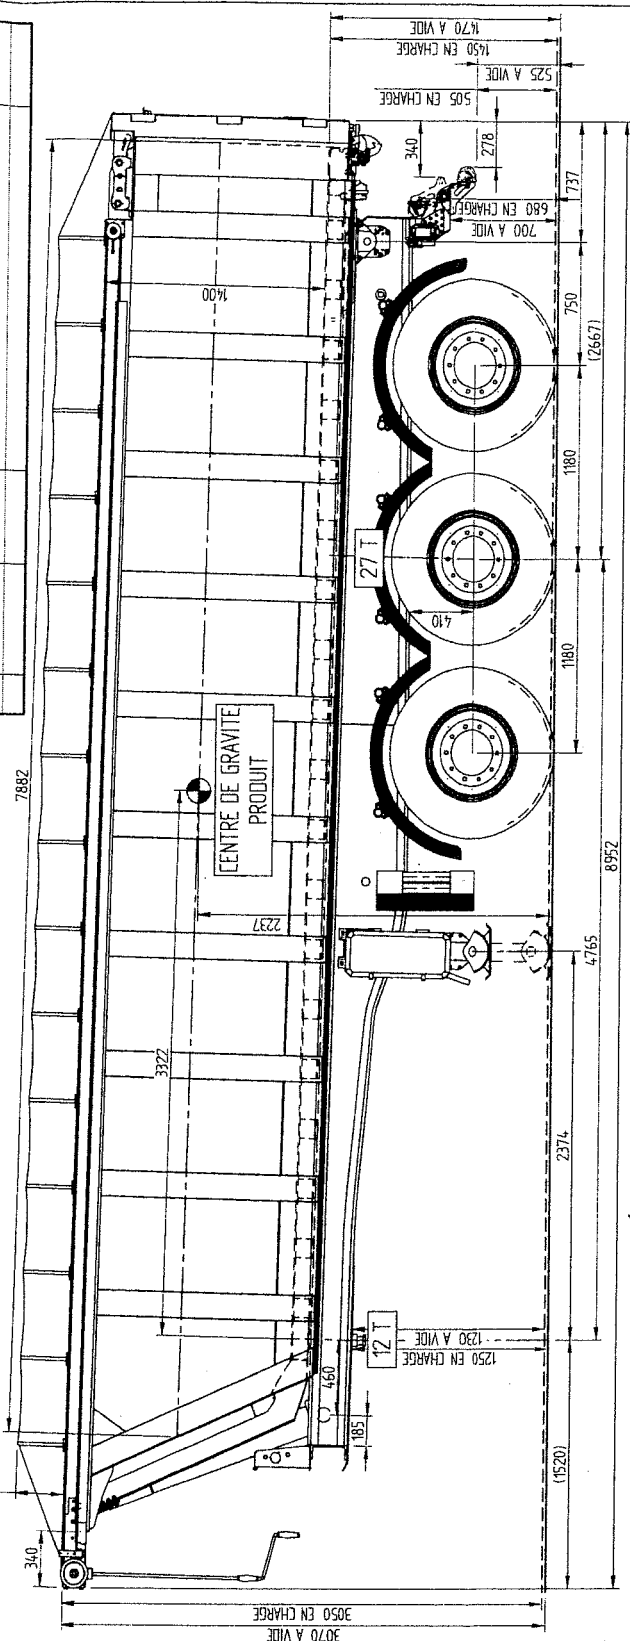 1470 A VIDE
1450 EN CHARGE
525 A VIDE
505 EN CHARGE
340
278
680 EN CHARGE
700 A VIDE
737
750
(2667)
1400
1180
27 T
410
1180
7882
CENTRE DE GRAVITE
PRODUIT
2237
8952
4765
3322
2374
12 T
1230 A VIDE
1250 EN CHARGE
460
185
(1520)
340
3050 EN CHARGE
3070 A VIDE